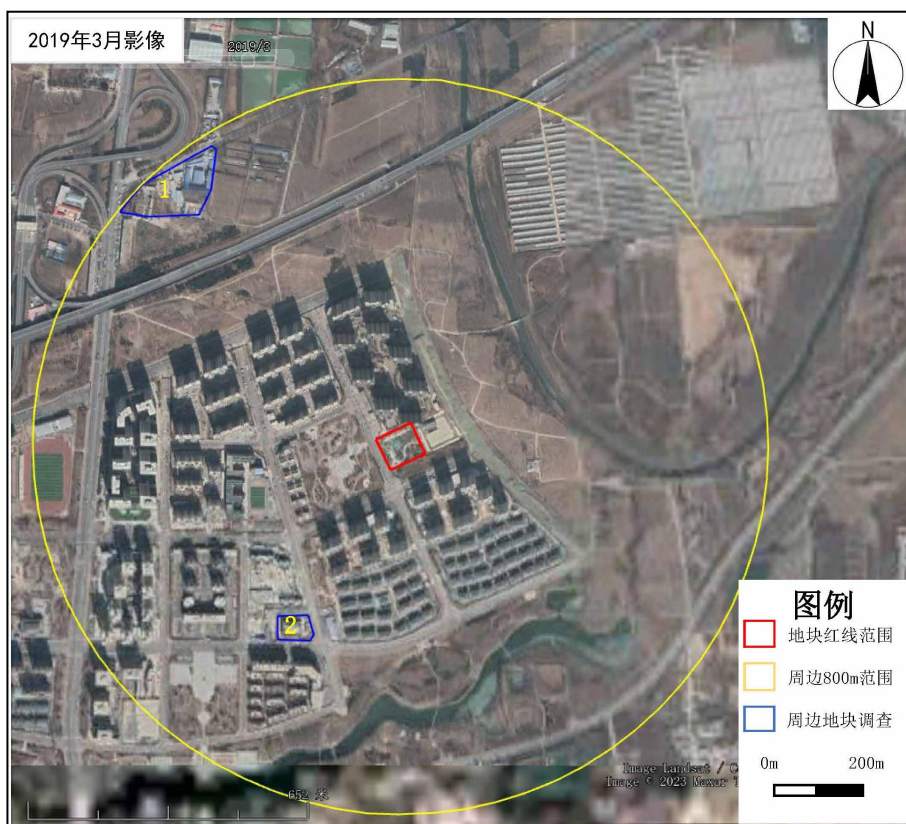 2019年3月影像
2019/3
N
1
2
图例
地块红线范围
周边800m范围
周边地块调查
0m 200m
Image Landsat / C
Image © 2023 Maxar T
652 米